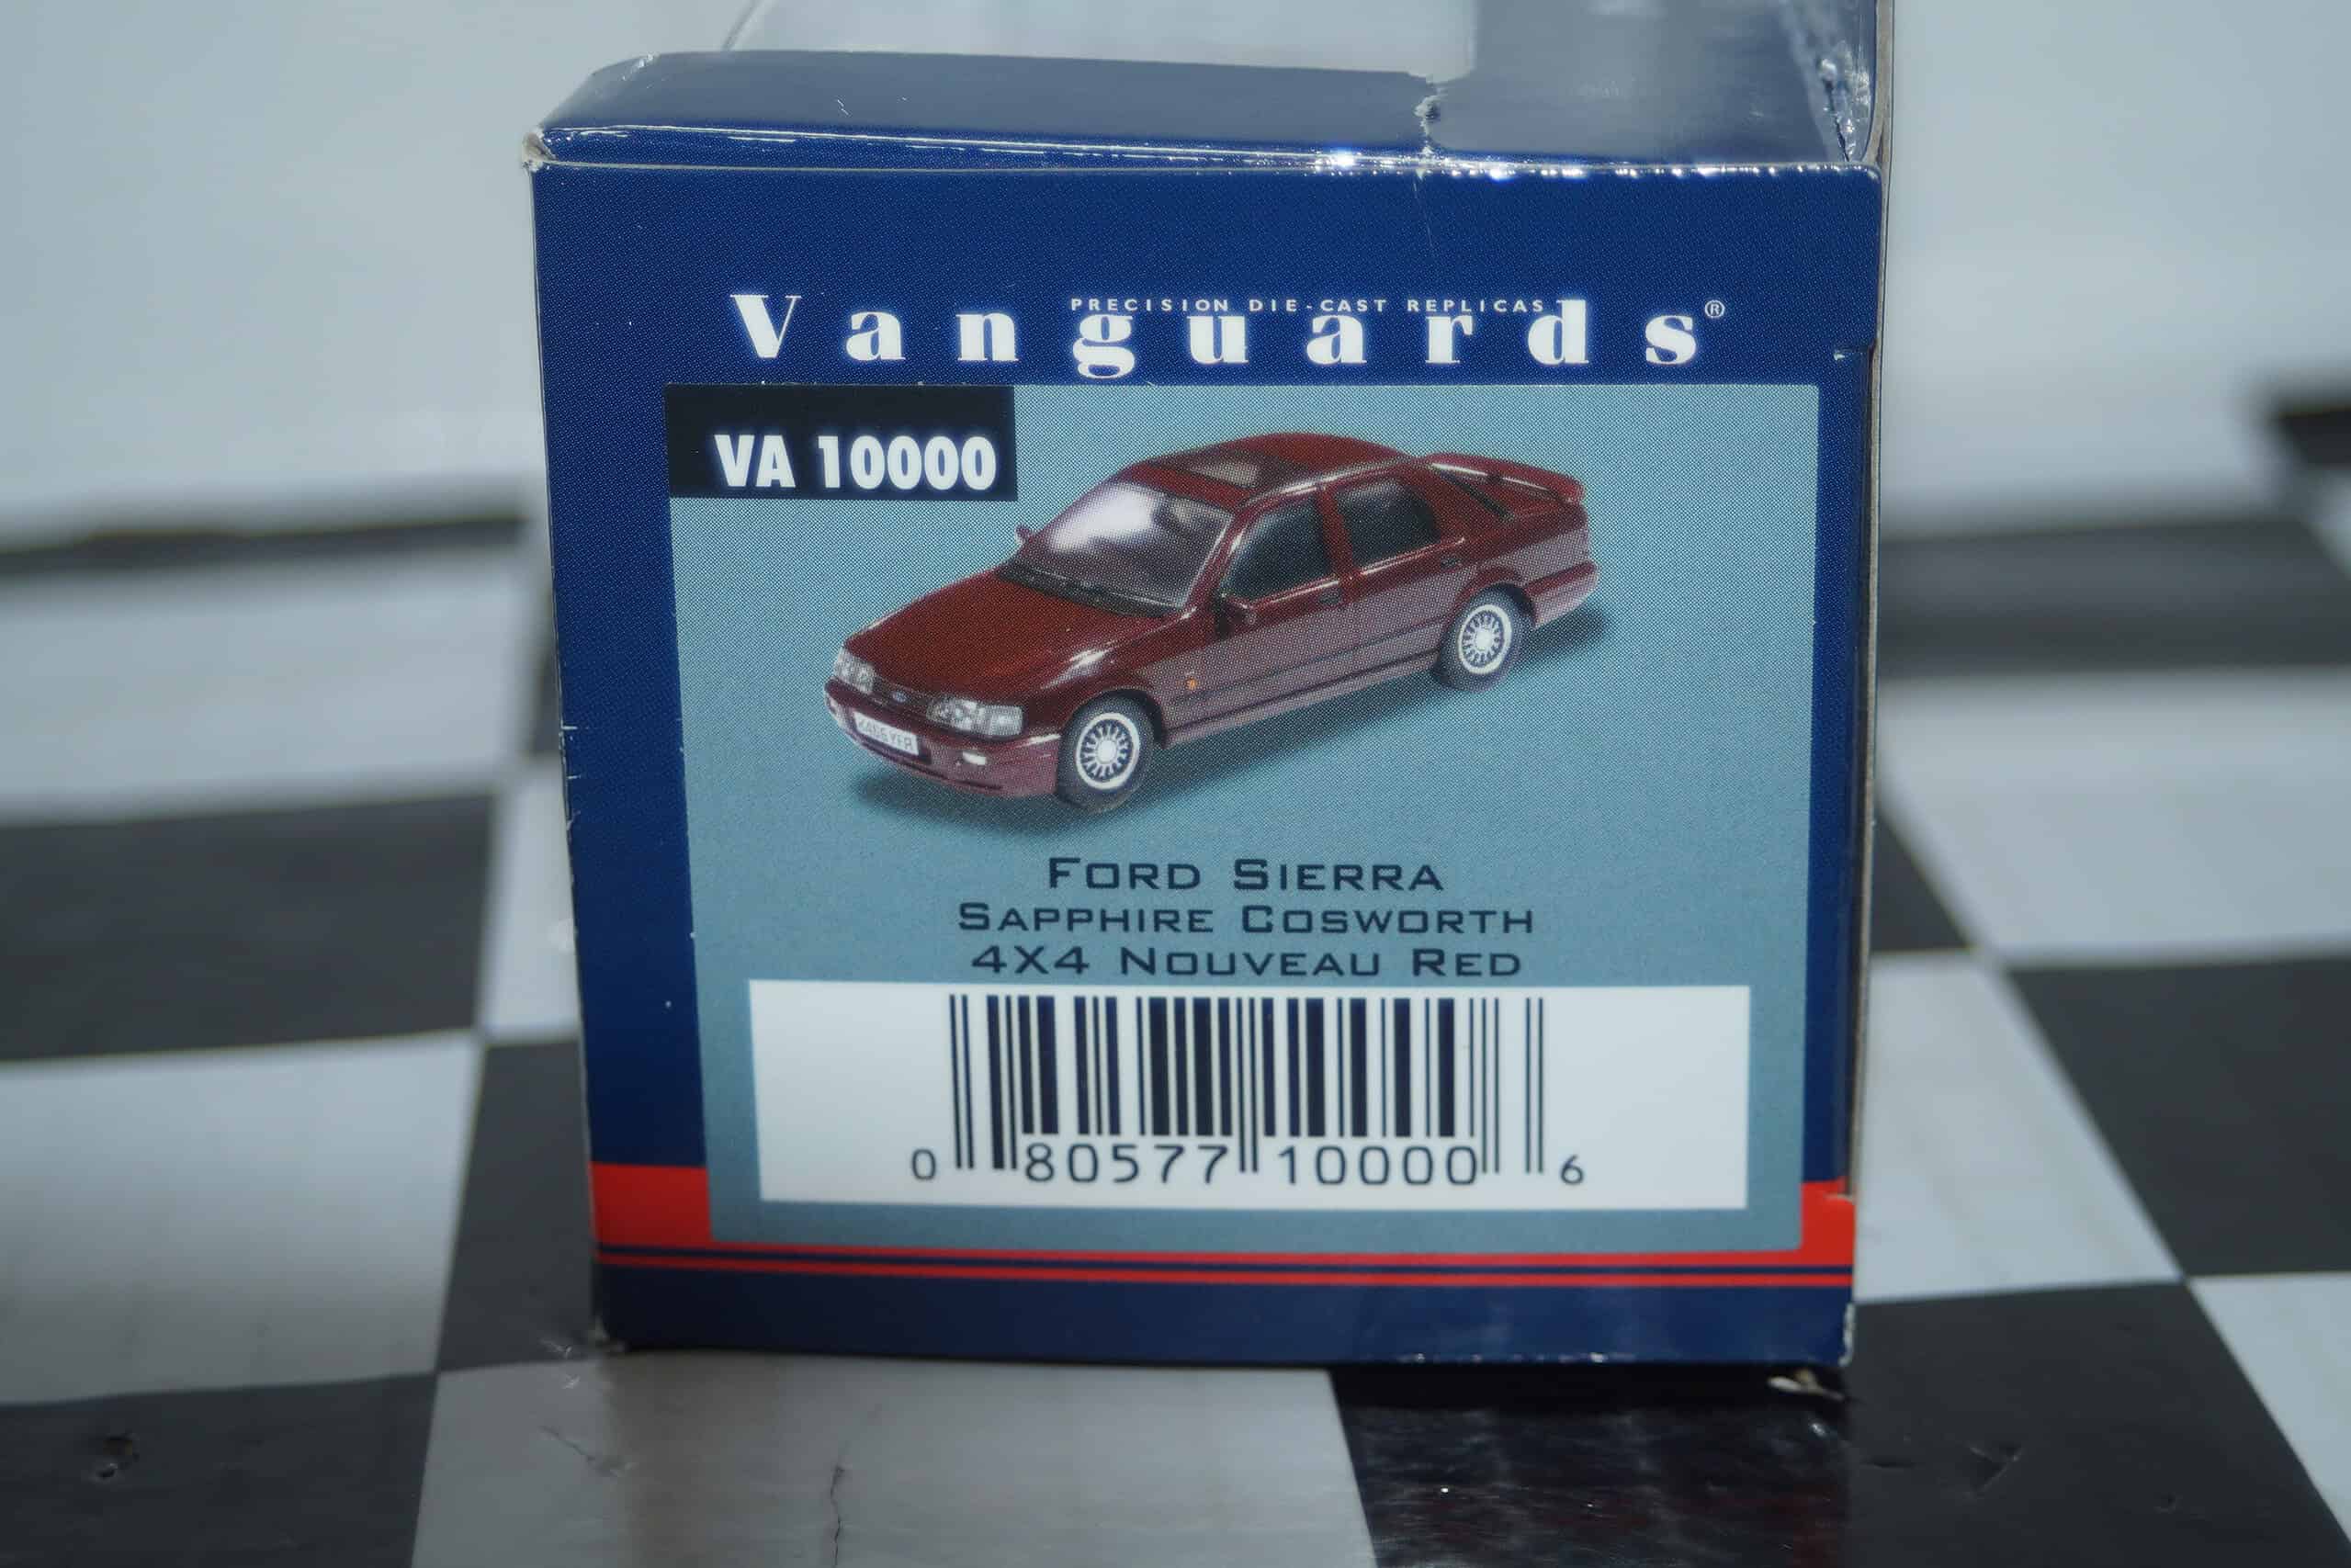 PRECISION DIE-CAST REPLICAS
Vanguards®
VA 10000
FORD SIERRA
SAPPHIRE COSWORTH
4X4 NOUVEAU RED
0 80577 10000 6